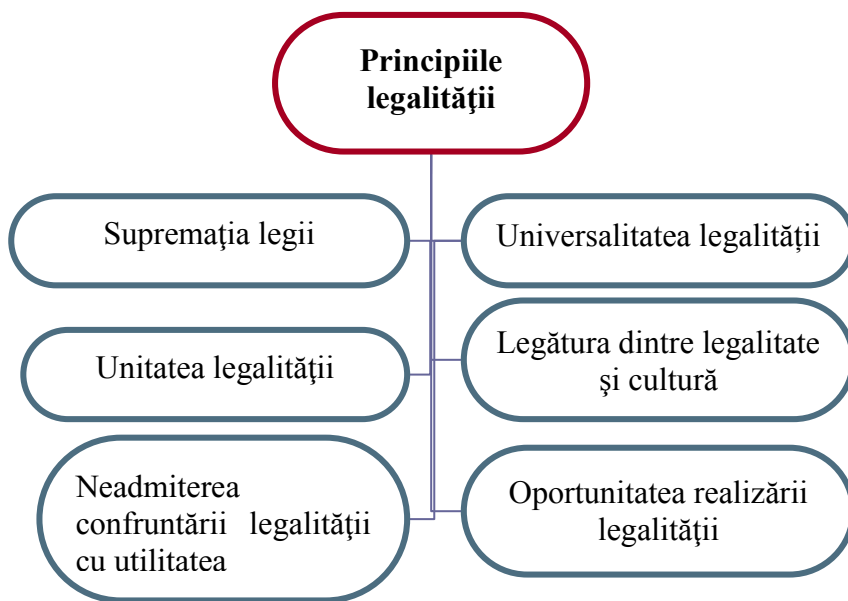 Principiile
legalităţii
Supremaţia legii
Universalitatea legalității
Unitatea legalităţii
Legătura dintre legalitate
şi cultură
Neadmiterea
confruntării legalităţii
cu utilitatea
Oportunitatea realizării
legalităţii